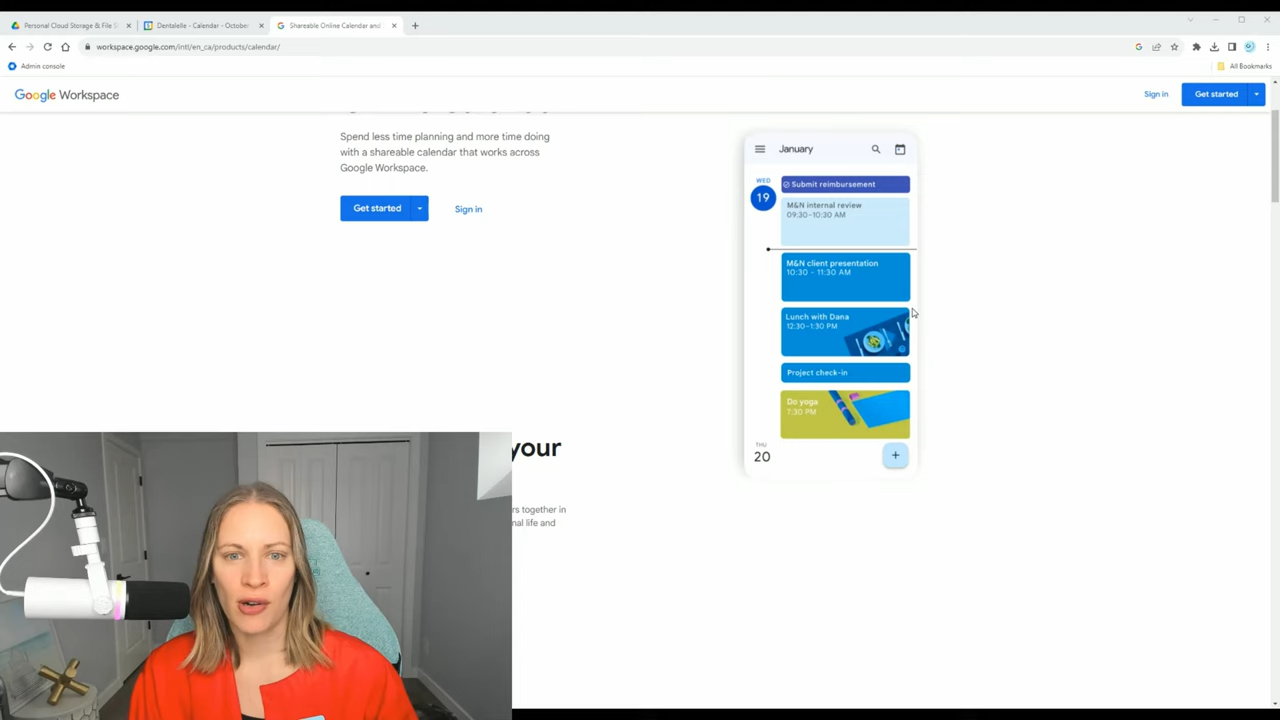 Personal Cloud Storage & File S
Dentalelle - Calendar - October
Shareable Online Calendar and
workspace.google.com/intl/en_ca/products/calendar/
Admin console
All Bookmarks
Google Workspace
Sign in
Get started
Spend less time planning and more time doing
with a shareable calendar that works across
Google Workspace.
Get started
Sign in
January
WED
19
Submit reimbursement
M&N internal review
09:30-10:30 AM
M&N client presentation
10:30 - 11:30 AM
Lunch with Dana
12:30-1:30 PM
Project check-in
Do yoga
7:30 PM
THU
20
your
rs together in
nal life and